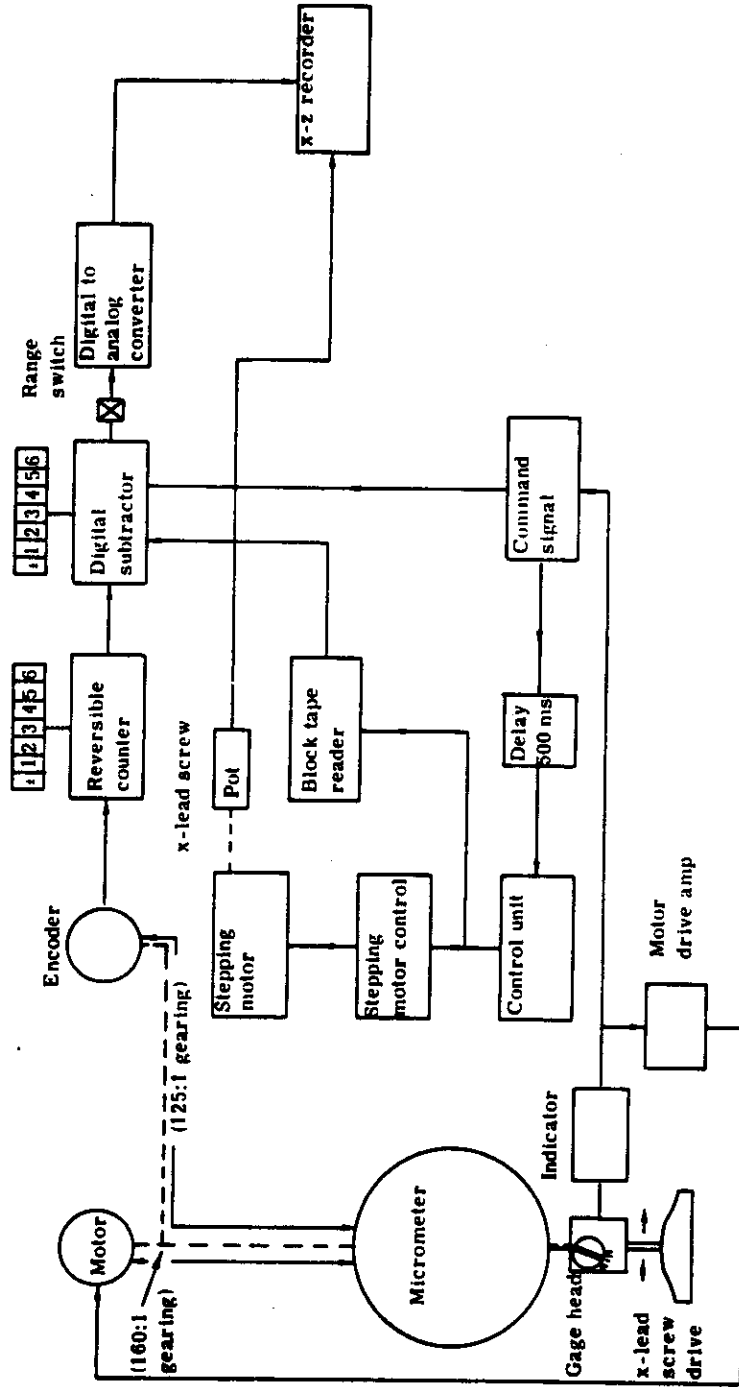 Motor
(160:1
gearing)
(125:1 gearing)
Encoder
± 1 2 3 4 5 6
Reversible
counter
± 1 2 3 4 5 6
Digital
subtractor
Range
switch
Digital to
analog
converter
x-z recorder
x-lead screw
Pot
Stepping
motor
Stepping
motor control
Block tape
reader
Control unit
Delay
500 ms
Command
signal
Micrometer
Gage head
Indicator
Motor
drive amp
x-lead
screw
drive